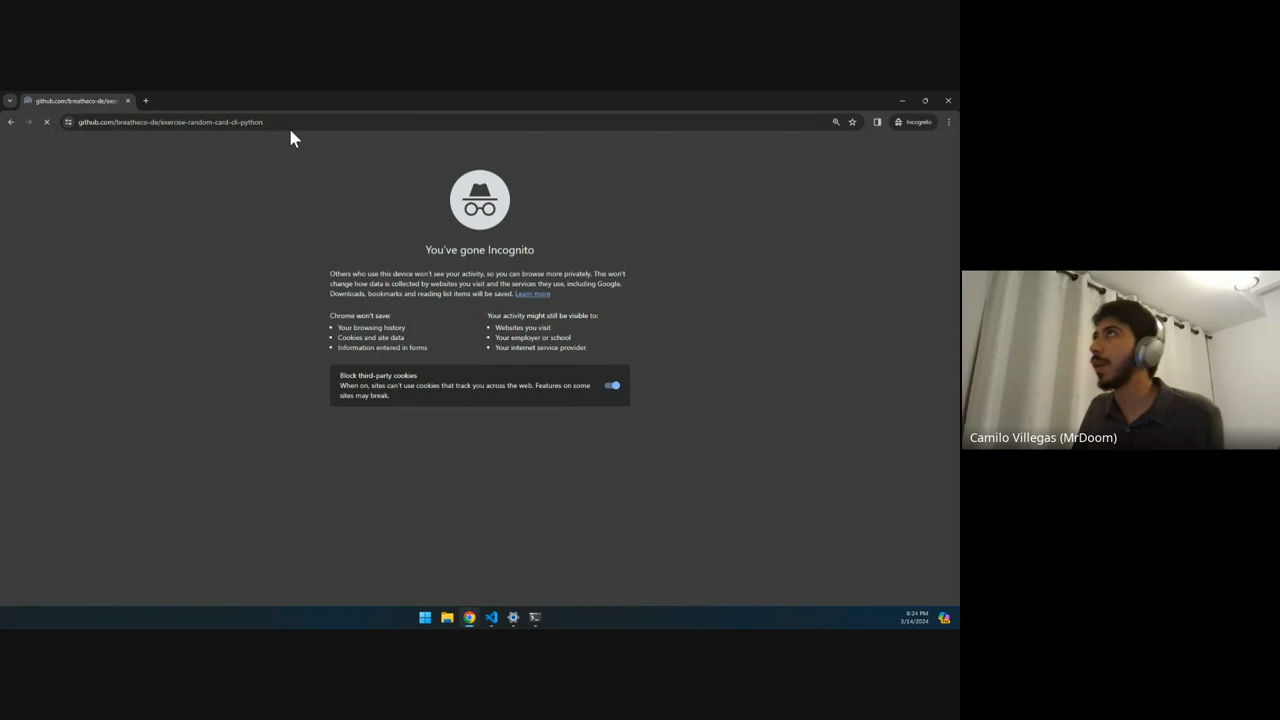 github.com/breatheco-de/exer
github.com/breatheco-de/exercise-random-card-cli-python
Incognito
You've gone Incognito
Others who use this device won't see your activity, so you can browse more privately. This won't
change how data is collected by websites you visit and the services they use, including Google.
Downloads, bookmarks and reading list items will be saved. Learn more
Chrome won't save:
• Your browsing history
• Cookies and site data
• Information entered in forms
Your activity might still be visible to:
• Websites you visit
• Your employer or school
• Your internet service provider
Block third-party cookies
When on, sites can't use cookies that track you across the web. Features on some
sites may break.
Camilo Villegas (MrDoom)
6:24 PM
3/14/2024